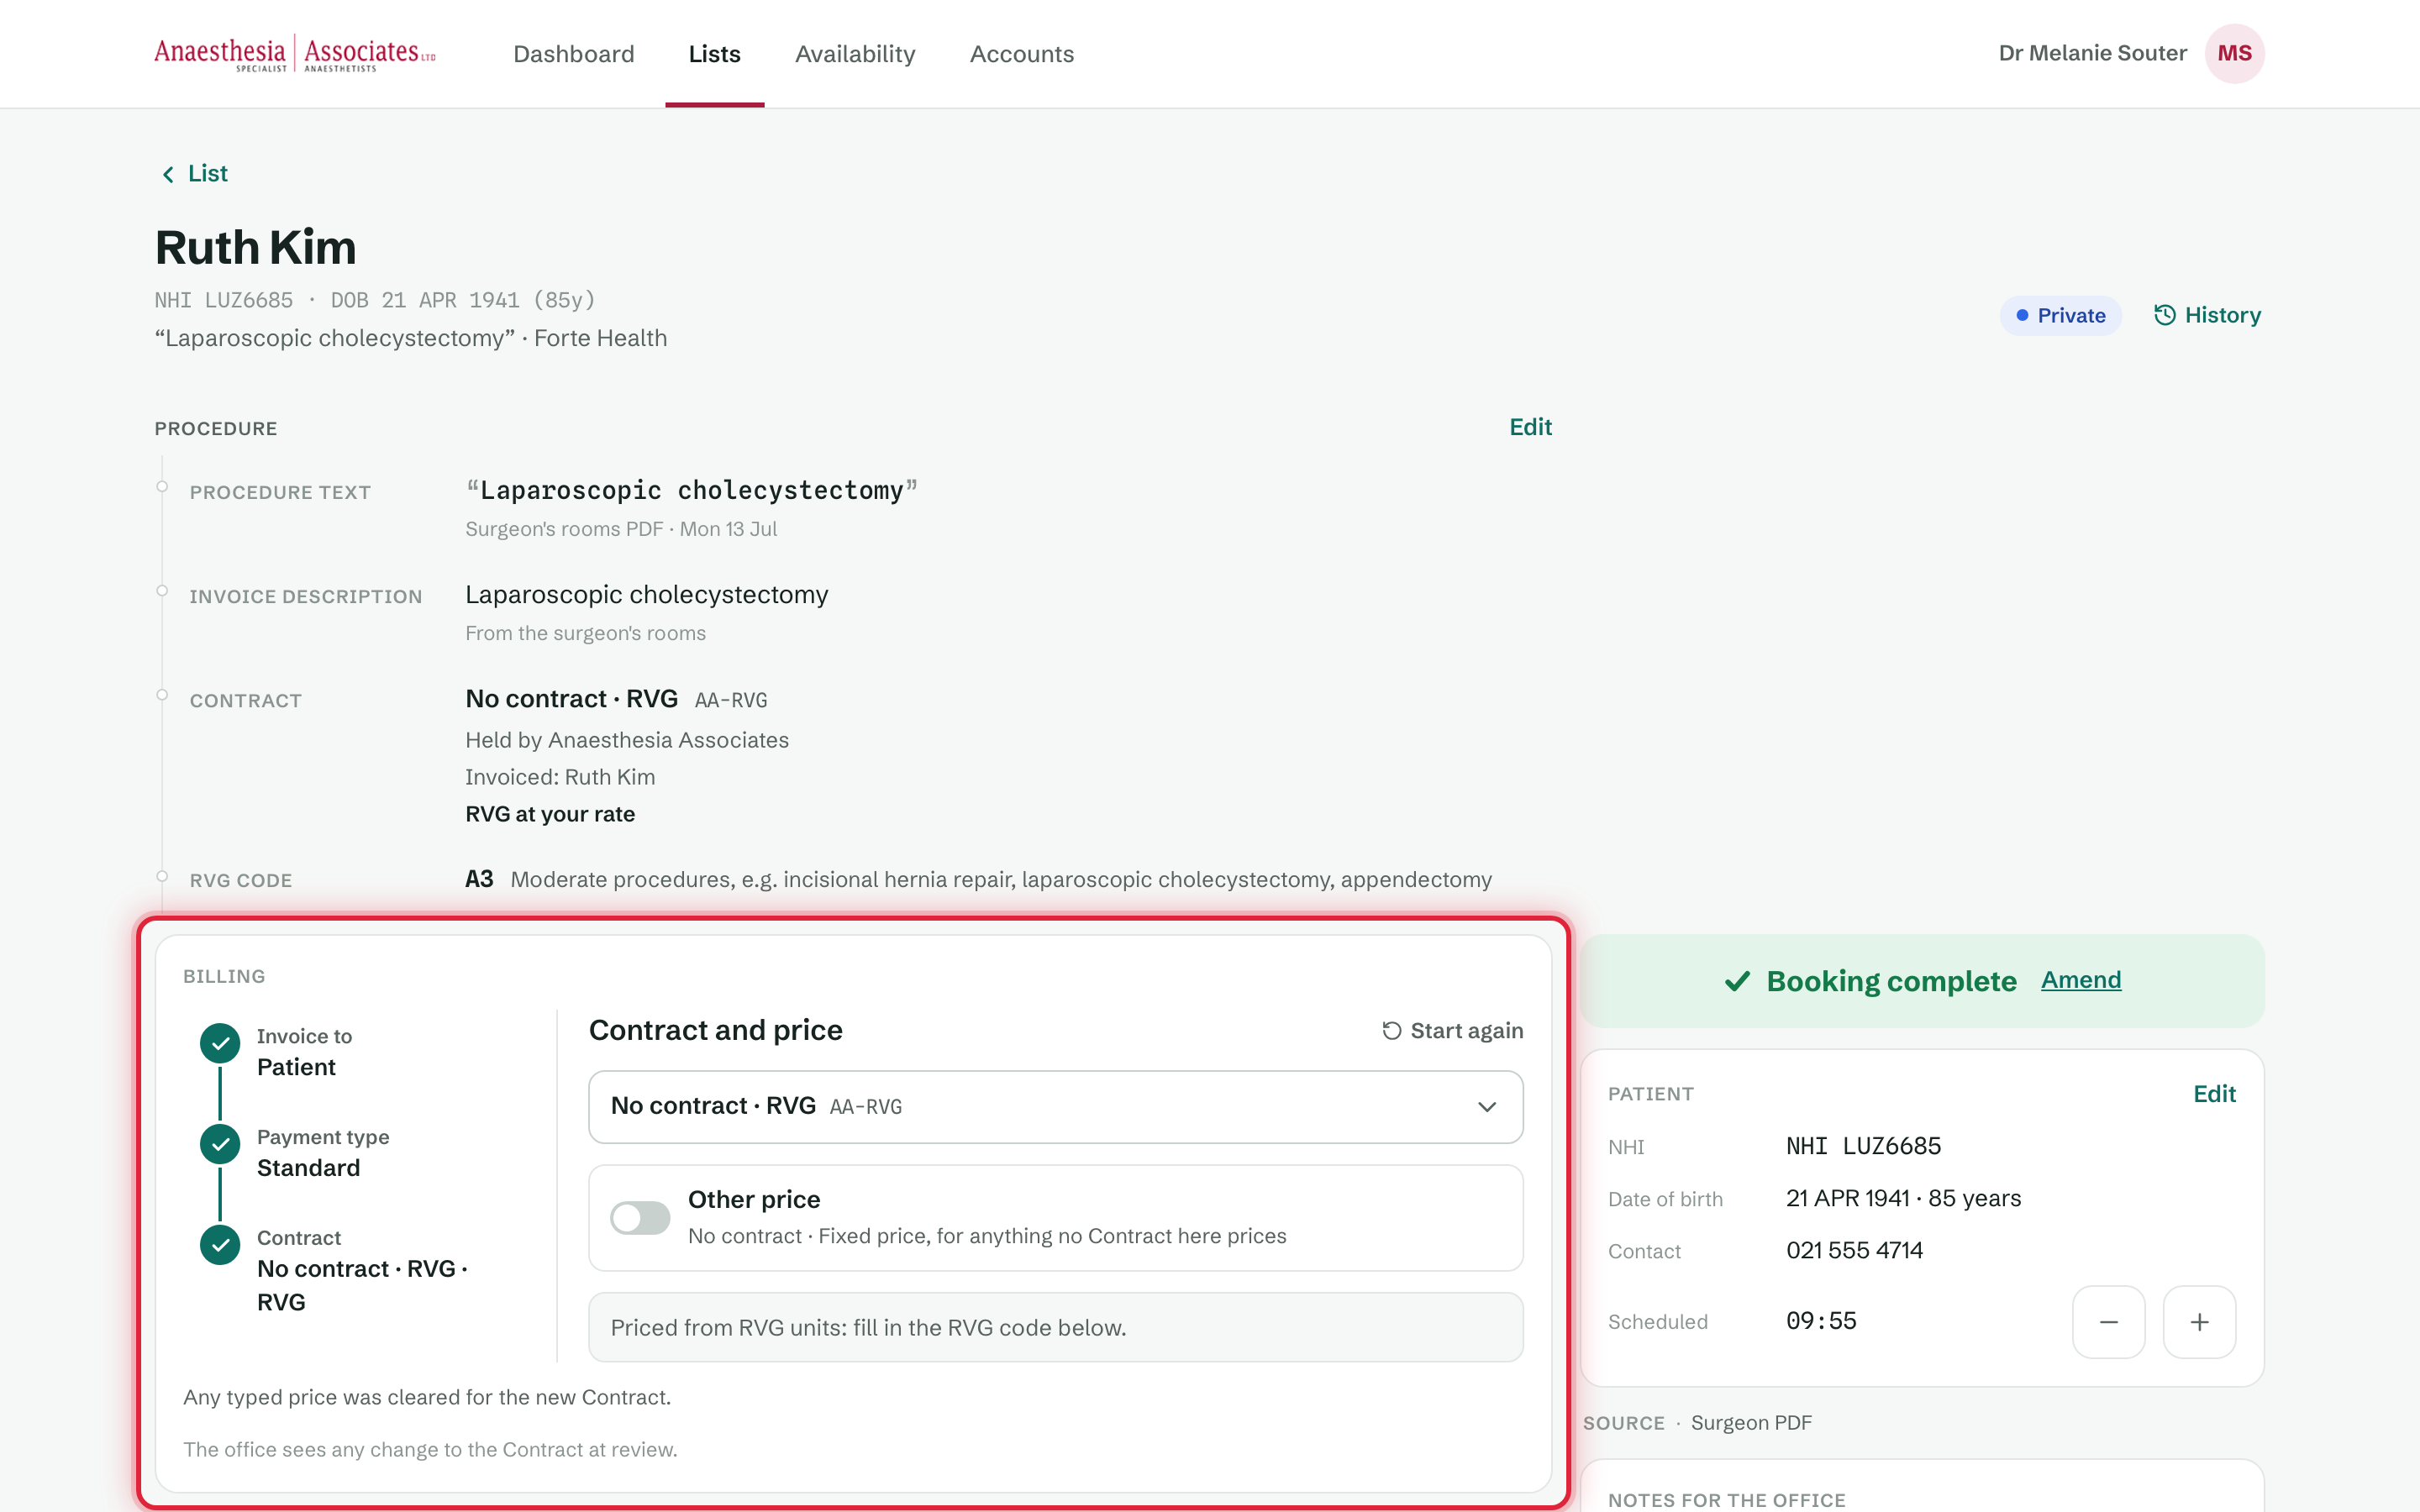 Anaesthesia | Associates LTD
SPECIALIST ANAESTHETISTS
Dashboard
Lists
Availability
Accounts
Dr Melanie Souter
MS
List
Ruth Kim
NHI LUZ6685 · DOB 21 APR 1941 (85y)
“Laparoscopic cholecystectomy” · Forte Health
Private
History
PROCEDURE
Edit
PROCEDURE TEXT
“Laparoscopic cholecystectomy”
Surgeon's rooms PDF · Mon 13 Jul
INVOICE DESCRIPTION
Laparoscopic cholecystectomy
From the surgeon's rooms
CONTRACT
No contract · RVG AA-RVG
Held by Anaesthesia Associates
Invoiced: Ruth Kim
RVG at your rate
RVG CODE
A3 Moderate procedures, e.g. incisional hernia repair, laparoscopic cholecystectomy, appendectomy
BILLING
Invoice to
Patient
Payment type
Standard
Contract
No contract · RVG ·
RVG
Contract and price
Start again
No contract · RVG AA-RVG
Other price
No contract · Fixed price, for anything no Contract here prices
Priced from RVG units: fill in the RVG code below.
Any typed price was cleared for the new Contract.
The office sees any change to the Contract at review.
Booking complete Amend
PATIENT
Edit
NHI
NHI LUZ6685
Date of birth
21 APR 1941 · 85 years
Contact
021 555 4714
Scheduled
09:55
SOURCE · Surgeon PDF
NOTES FOR THE OFFICE